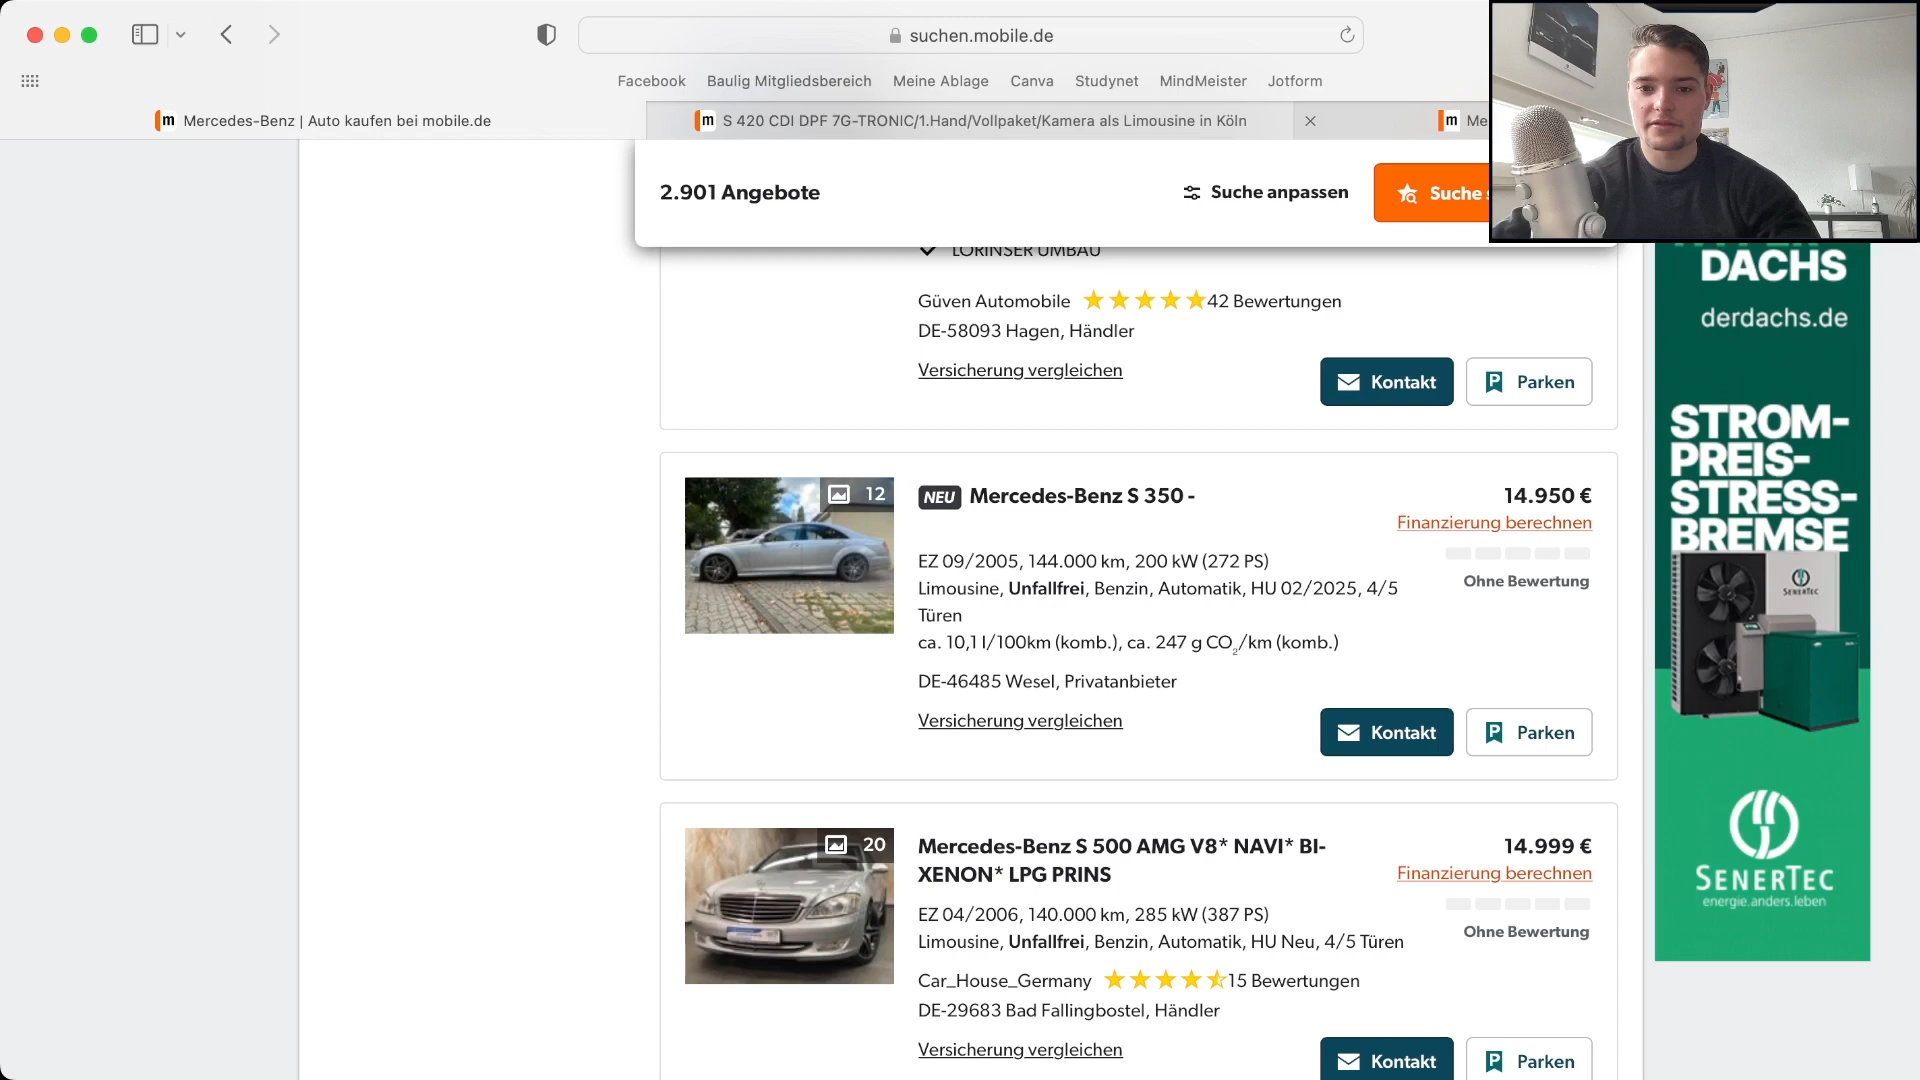 suchen.mobile.de
Facebook Baulig Mitgliedsbereich Meine Ablage Canva Studynet MindMeister Jotform
m Mercedes-Benz | Auto kaufen bei mobile.de
m S 420 CDI DPF 7G-TRONIC/1.Hand/Vollpaket/Kamera als Limousine in Köln
m Me
2.901 Angebote
Suche anpassen
Suche
LORINSER UMBAU
Güven Automobile 42 Bewertungen
DE-58093 Hagen, Händler
Versicherung vergleichen
Kontakt
P Parken
12
NEU Mercedes-Benz S 350 -
14.950 €
Finanzierung berechnen
EZ 09/2005, 144.000 km, 200 kW (272 PS)
Limousine, Unfallfrei, Benzin, Automatik, HU 02/2025, 4/5
Türen
ca. 10,1 l/100km (komb.), ca. 247 g CO₂/km (komb.)
Ohne Bewertung
DE-46485 Wesel, Privatanbieter
Versicherung vergleichen
Kontakt
P Parken
20
Mercedes-Benz S 500 AMG V8* NAVI* BI-
XENON* LPG PRINS
14.999 €
Finanzierung berechnen
EZ 04/2006, 140.000 km, 285 kW (387 PS)
Limousine, Unfallfrei, Benzin, Automatik, HU Neu, 4/5 Türen
Ohne Bewertung
Car_House_Germany 15 Bewertungen
DE-29683 Bad Fallingbostel, Händler
Versicherung vergleichen
Kontakt
P Parken
DACHS
derdachs.de
STROM-
PREIS-
STRESS-
BREMSE
SENERTEC
SENERTEC
energie.anders.leben